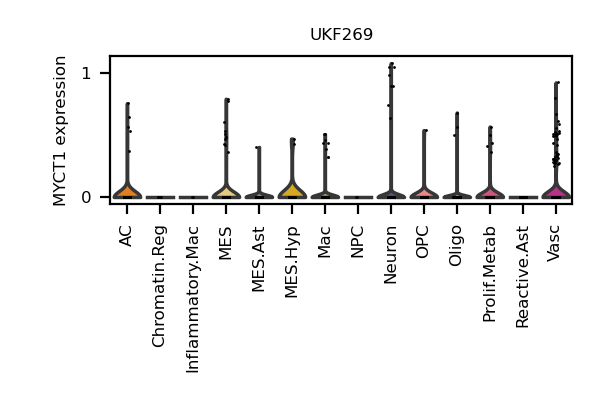 UKF269
MYCT1 expression
1
0
AC
Chromatin.Reg
Inflammatory.Mac
MES
MES.Ast
MES.Hyp
Mac
NPC
Neuron
OPC
Oligo
Prolif.Metab
Reactive.Ast
Vasc